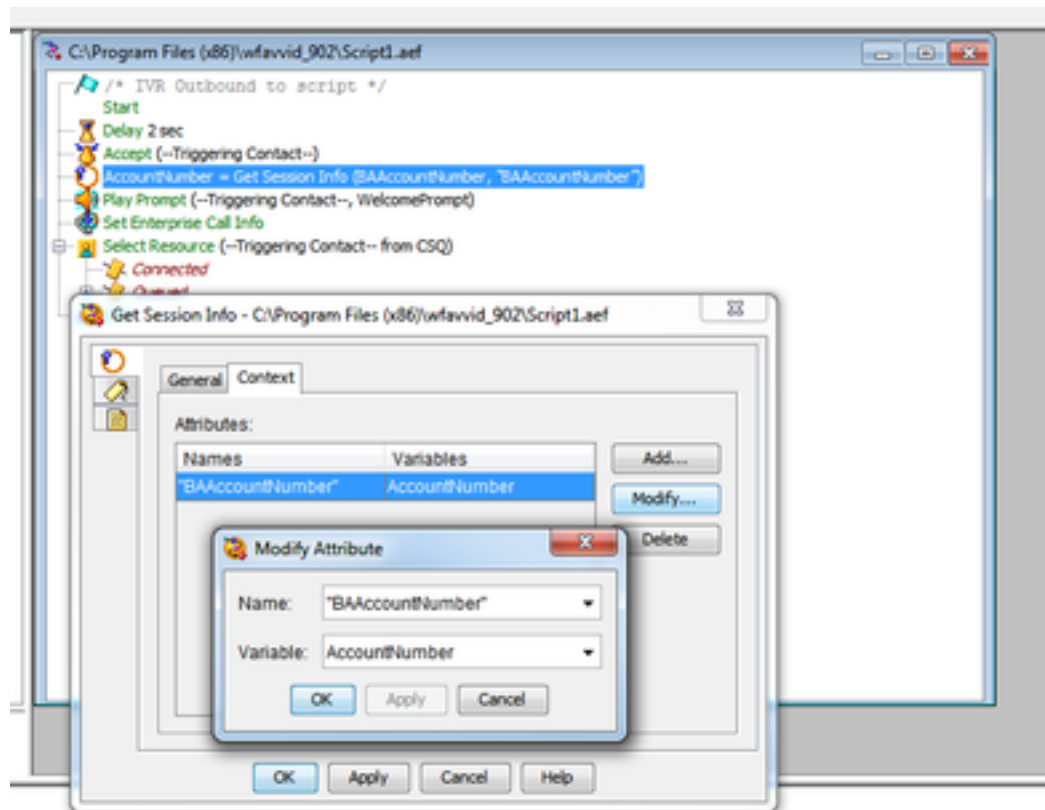 C:\Program Files (x86)\wfavvid_902\Script1.aef
/* IVR Outbound to script */
Start
Delay 2 sec
Accept (--Triggering Contact--)
AccountNumber = Get Session Info (BAAccountNumber, "BAAccountNumber")
Play Prompt (--Triggering Contact--, WelcomePrompt)
Set Enterprise Call Info
Select Resource (--Triggering Contact-- from CSQ)
Connected
Queued
Get Session Info - C:\Program Files (x86)\wfavvid_902\Script1.aef
General Context
Attributes:
Names Variables
Add...
"BAAccountNumber" AccountNumber
Modify...
Delete
Modify Attribute
Name: "BAAccountNumber"
Variable: AccountNumber
OK Apply Cancel
OK Apply Cancel Help